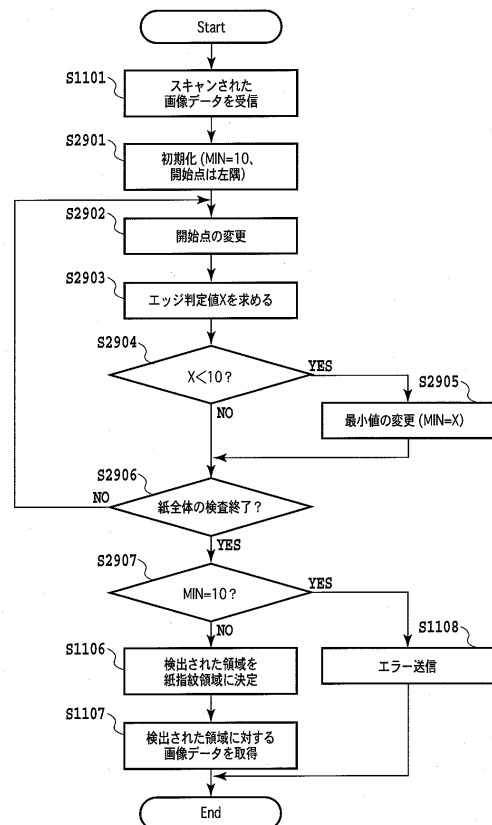 Start
S1101
スキャンされた
画像データを受信
S2901
初期化(MIN=10、
開始点は左隅)
S2902
開始点の変更
S2903
エッジ判定値Xを求める
S2904
X<10?
YES
NO
S2905
最小値の変更(MIN=X)
S2906
紙全体の検査終了?
NO
YES
S2907
MIN=10?
YES
NO
S1108
エラー送信
S1106
検出された領域を
紙指紋領域に決定
S1107
検出された領域に対する
画像データを取得
End